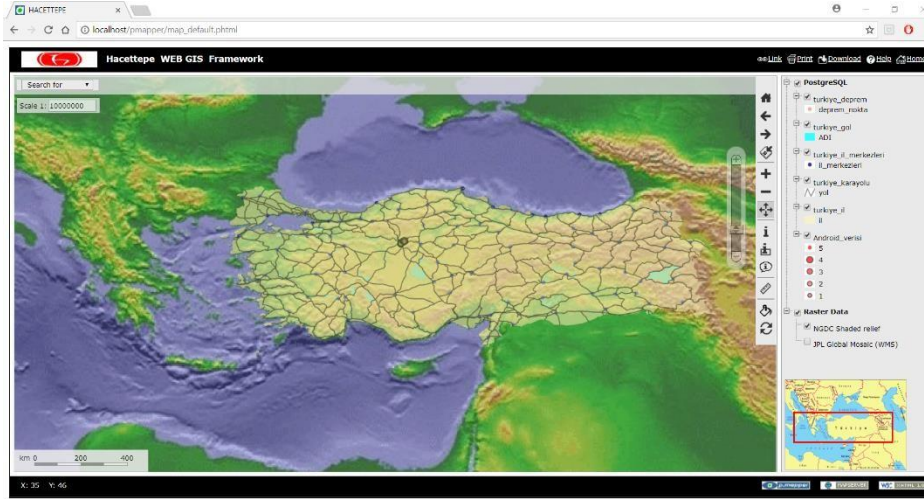 HACETTEPE
localhost/pmapper/map_default.phtml
Hacettepe WEB GIS Framework
Link Print Download Help Home
Search for
Scale 1: 10000000
PostgreSQL
turkiye_deprem
deprem_nokta
turkiye_gol
ADI
turkiye_il_merkezleri
il_merkezleri
turkiye_karayolu
yol
turkiye_il
il
Android_verisi
5
4
3
2
1
Raster Data
NGDC Shaded relief
JPL Global Mosaic (WMS)
km 0 200 400
X: 35 Y: 46
p.mapper MAPSERVER